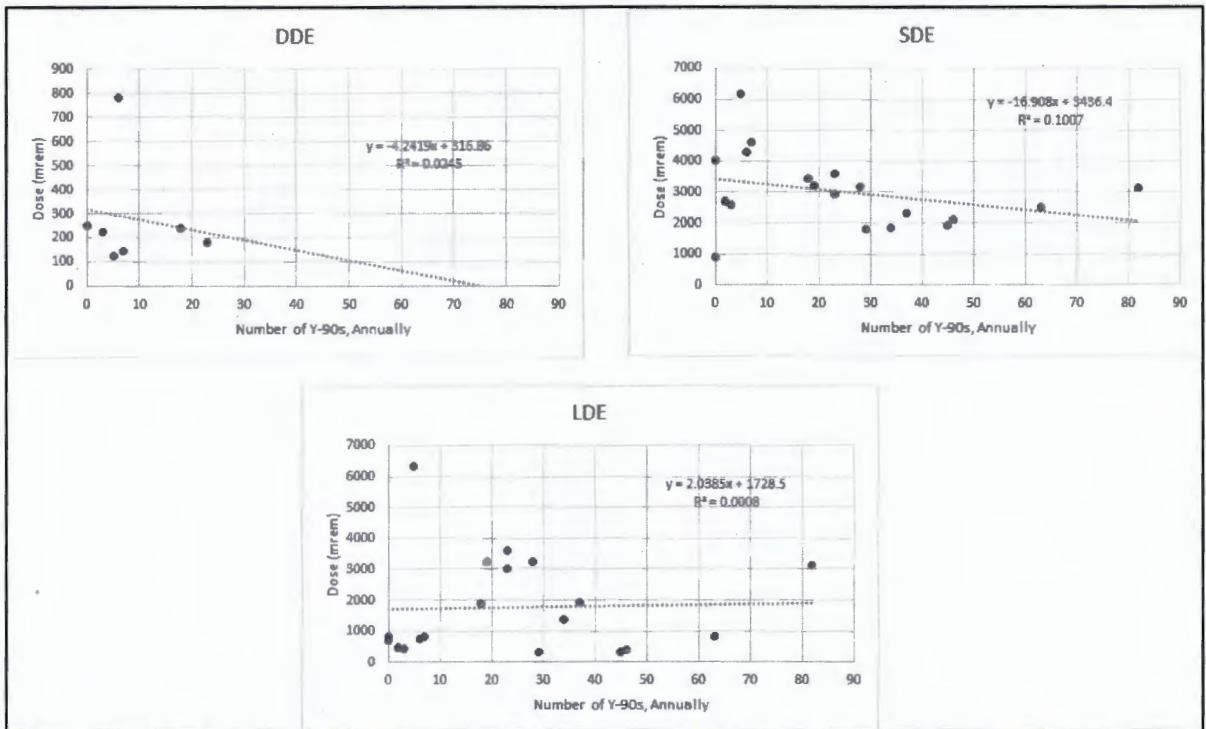 DDE
900
800
700
600
500
400
300
200
100
0
Dose (mrem)
y = -4.2419x + 316.86
R² = 0.0245
0 10 20 30 40 50 60 70 80 90
Number of Y-90s, Annually
SDE
7000
6000
5000
4000
3000
2000
1000
0
Dose (mrem)
y = -16.908x + 3436.4
R² = 0.1007
0 10 20 30 40 50 60 70 80 90
Number of Y-90s, Annually
LDE
7000
6000
5000
4000
3000
2000
1000
0
Dose (mrem)
y = 2.0385x + 1728.5
R² = 0.0008
0 10 20 30 40 50 60 70 80 90
Number of Y-90s, Annually